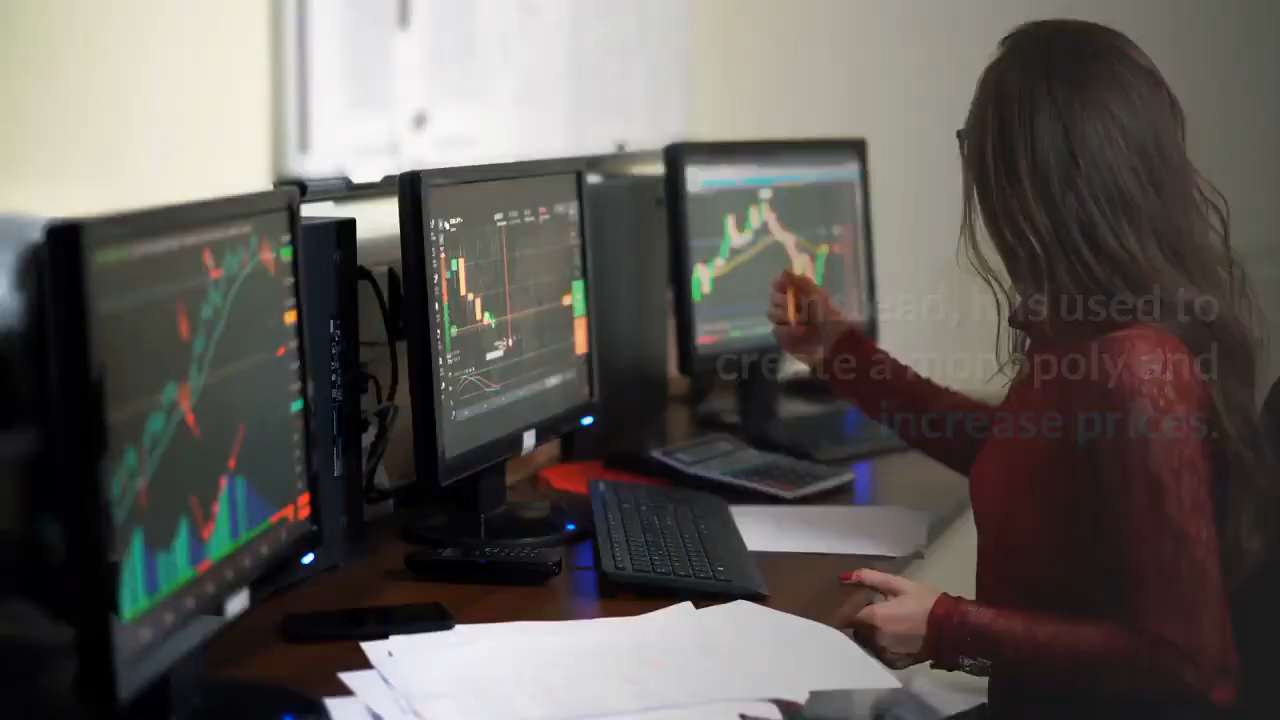 Instead, it is used to
create a monopoly and
increase prices.